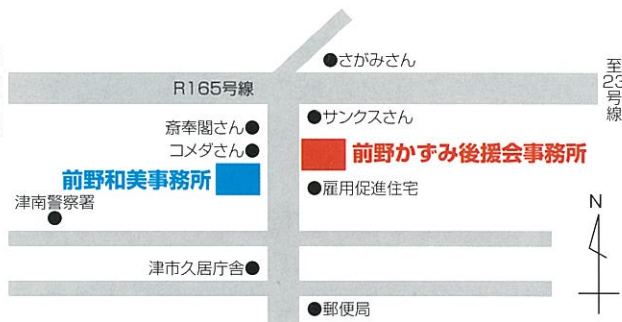 さがみさん
至23号線
R165号線
サンクスさん
斎奉閣さん
コメダさん
前野かずみ後援会事務所
前野和美事務所
雇用促進住宅
津南警察署
N
津市久居庁舎
郵便局